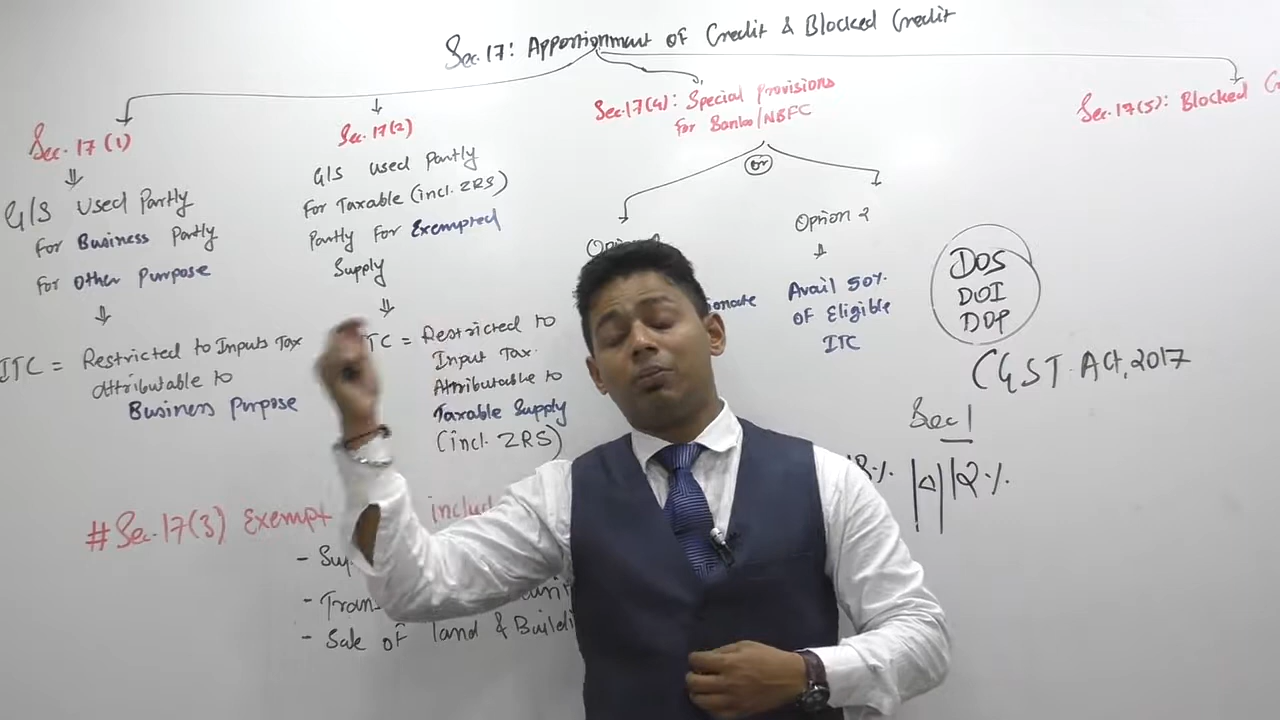 Sec.17: Apportionment of Credit & Blocked Credit
Sec. 17 (1)
G/S Used Partly
For Business Partly
For Other Purpose
ITC = Restricted to Inputs Tax
Attributable to
Business Purpose
Sec. 17(2)
G/S used Partly
For Taxable (incl. ZRS)
Partly For Exempted
Supply
TC = Restricted to
Input Tax.
Attributable to
Taxable Supply
(incl. ZRS)
Sec.17(4): Special Provisions
For Banks/NBFC
Or
Option 2
Avail 50%.
OF Eligible
ITC
Sec.17(5): Blocked
DOS
DOI
DOP
CGST Act, 2017
Sec 1
18%. 12%.
#Sec.17(3) Exempt
- Sale of land &